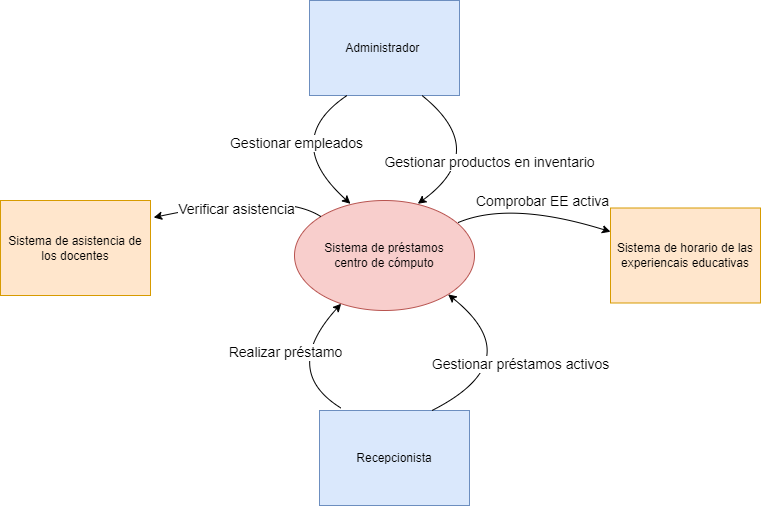 Administrador
Gestionar empleados
Gestionar productos en inventario
Verificar asistencia
Comprobar EE activa
Sistema de asistencia de
los docentes
Sistema de préstamos
centro de cómputo
Sistema de horario de las
experiencais educativas
Realizar préstamo
Gestionar préstamos activos
Recepcionista